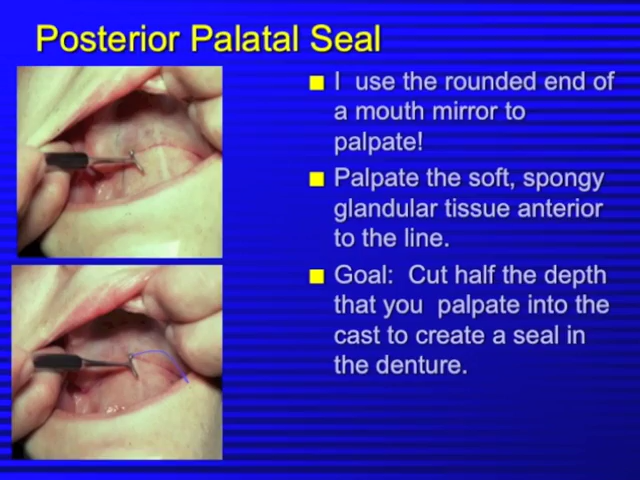 Posterior Palatal Seal
I use the rounded end of
a mouth mirror to
palpate!
Palpate the soft, spongy
glandular tissue anterior
to the line.
Goal: Cut half the depth
that you palpate into the
cast to create a seal in
the denture.